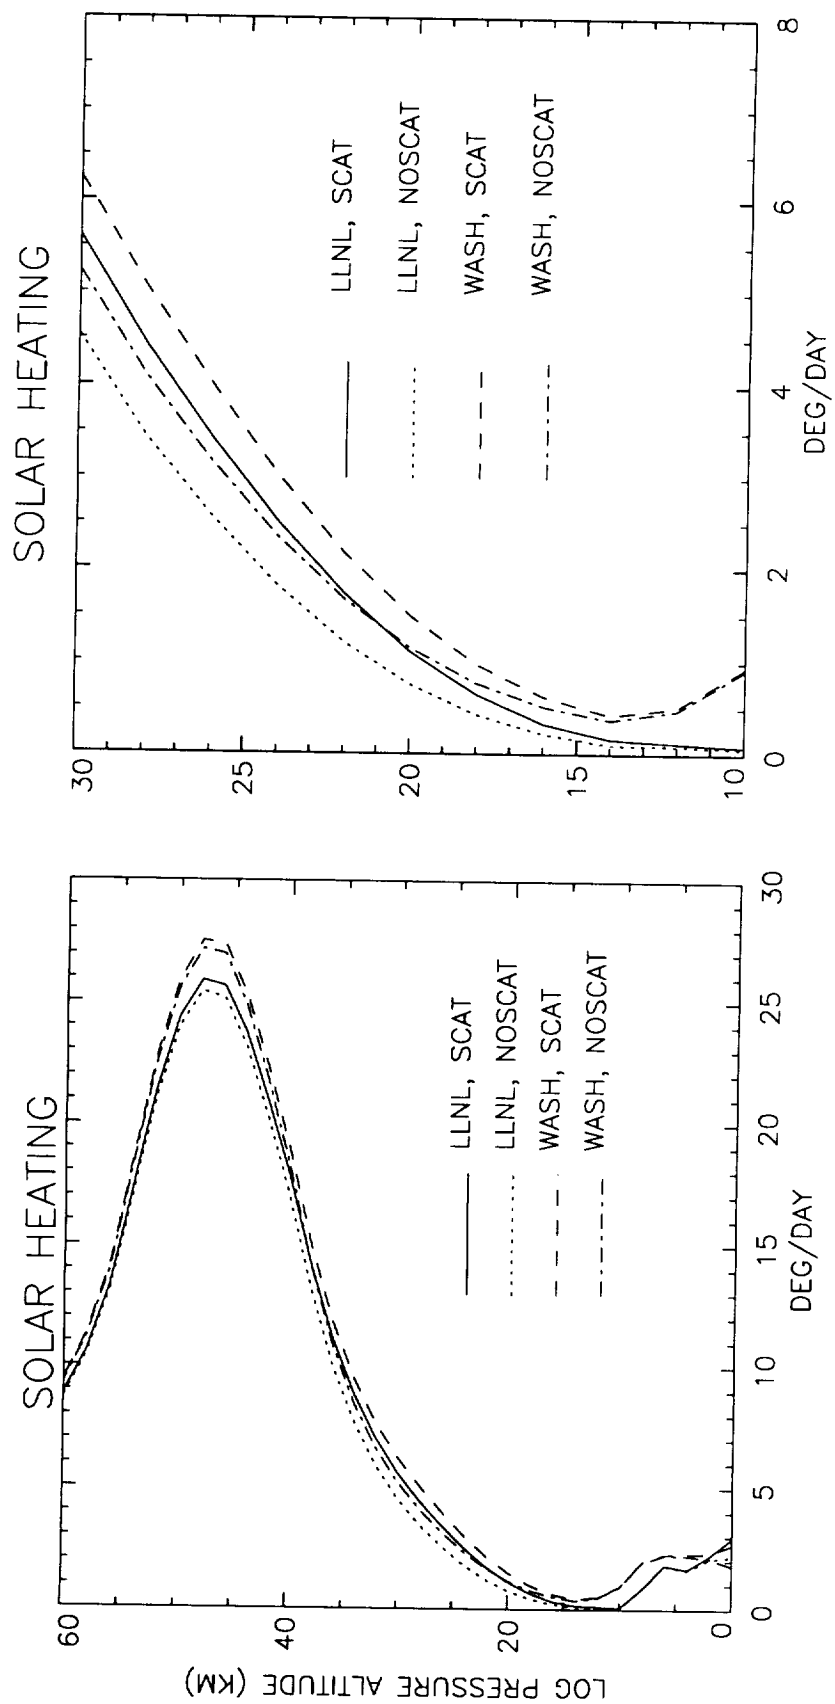 SOLAR HEATING
LOG PRESSURE ALTITUDE (KM)
60
40
20
0
LLNL, SCAT
LLNL, NOSCAT
WASH, SCAT
WASH, NOSCAT
0 5 10 15 20 25 30
DEG/DAY
SOLAR HEATING
30
25
20
15
10
LLNL, SCAT
LLNL, NOSCAT
WASH, SCAT
WASH, NOSCAT
0 2 4 6 8
DEG/DAY